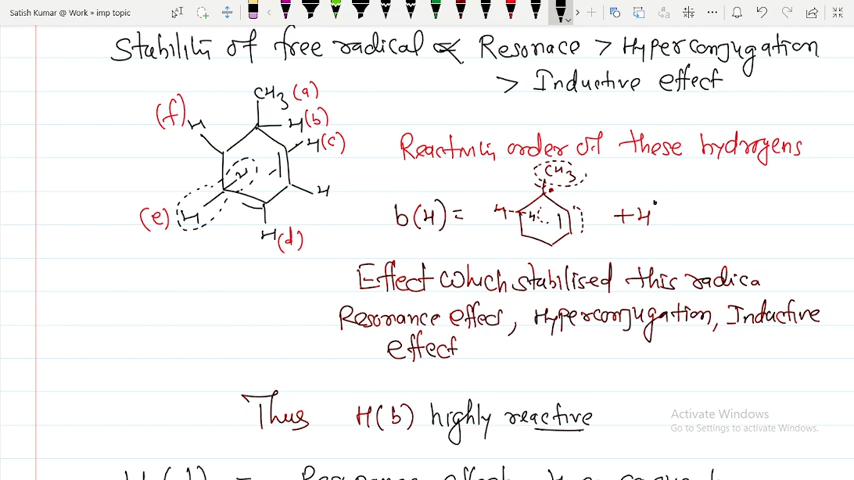 Satish Kumar @ Work » imp topic
Stability of free radical ∝ Resonace > Hyperconjugation
> Inductive effect
CH3 (a)
(f) H
H(b)
H(c)
H
H
(e) H
H(d)
Reactivity order of these hydrogens
CH3
b(H) = H H + H•
Effect which stabilised this radica
Resonance effect, Hyperconjugation, Inductive
effect
Thus H(b) highly reactive
Activate Windows
Go to Settings to activate Windows.